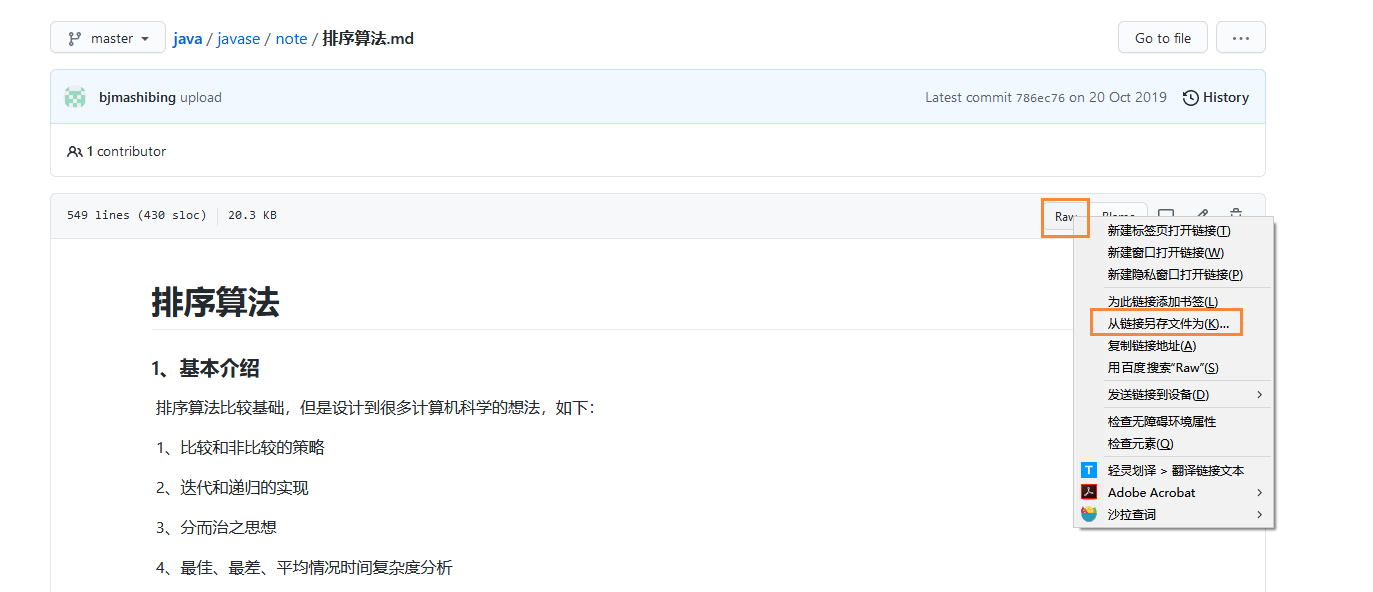 master java / javase / note / 排序算法.md Go to file
bjmashibing upload Latest commit 786ec76 on 20 Oct 2019 History
1 contributor
549 lines (430 sloc) 20.3 KB Raw Blame
新建标签页打开链接(T)
新建窗口打开链接(W)
新建隐私窗口打开链接(P)
为此链接添加书签(L)
从链接另存文件为(K)...
复制链接地址(A)
用百度搜索“Raw”(S)
发送链接到设备(D)
检查无障碍环境属性
检查元素(Q)
轻灵划译 > 翻译链接文本
Adobe Acrobat
沙拉查词
排序算法
1、基本介绍
排序算法比较基础，但是设计到很多计算机科学的想法，如下：
1、比较和非比较的策略
2、迭代和递归的实现
3、分而治之思想
4、最佳、最差、平均情况时间复杂度分析